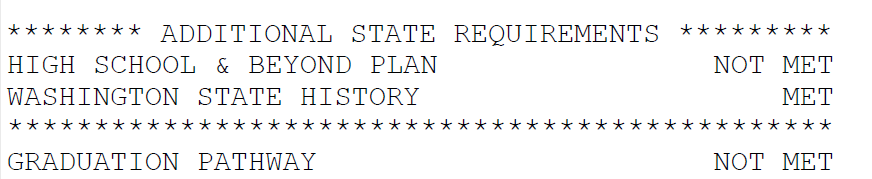 ******** ADDITIONAL STATE REQUIREMENTS *********
HIGH SCHOOL & BEYOND PLAN NOT MET
WASHINGTON STATE HISTORY MET
************************************************
GRADUATION PATHWAY NOT MET